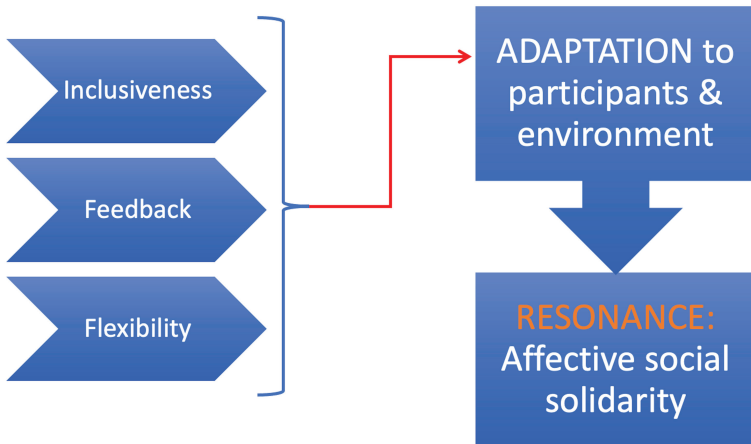 Inclusiveness
Feedback
Flexibility
ADAPTATION to
participants &
environment
RESONANCE:
Affective social
solidarity